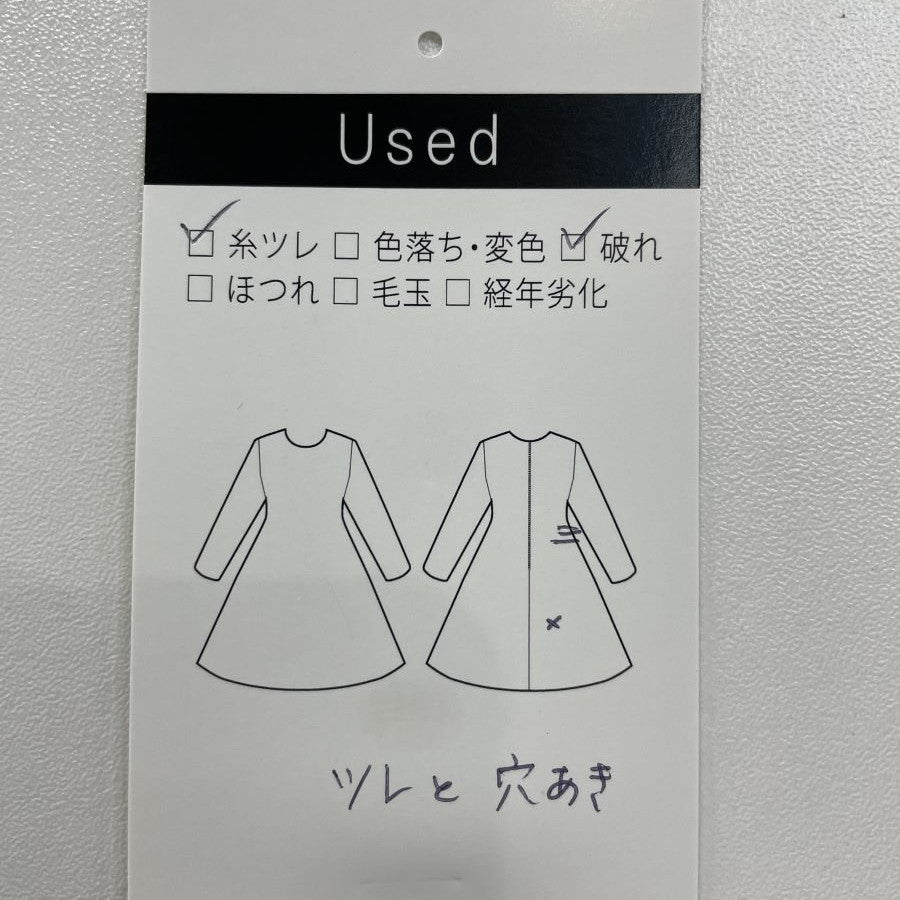 Used
☑ 糸ツレ □ 色落ち・変色 ☑ 破れ
□ ほつれ □ 毛玉 □ 経年劣化
ツレと 穴あき